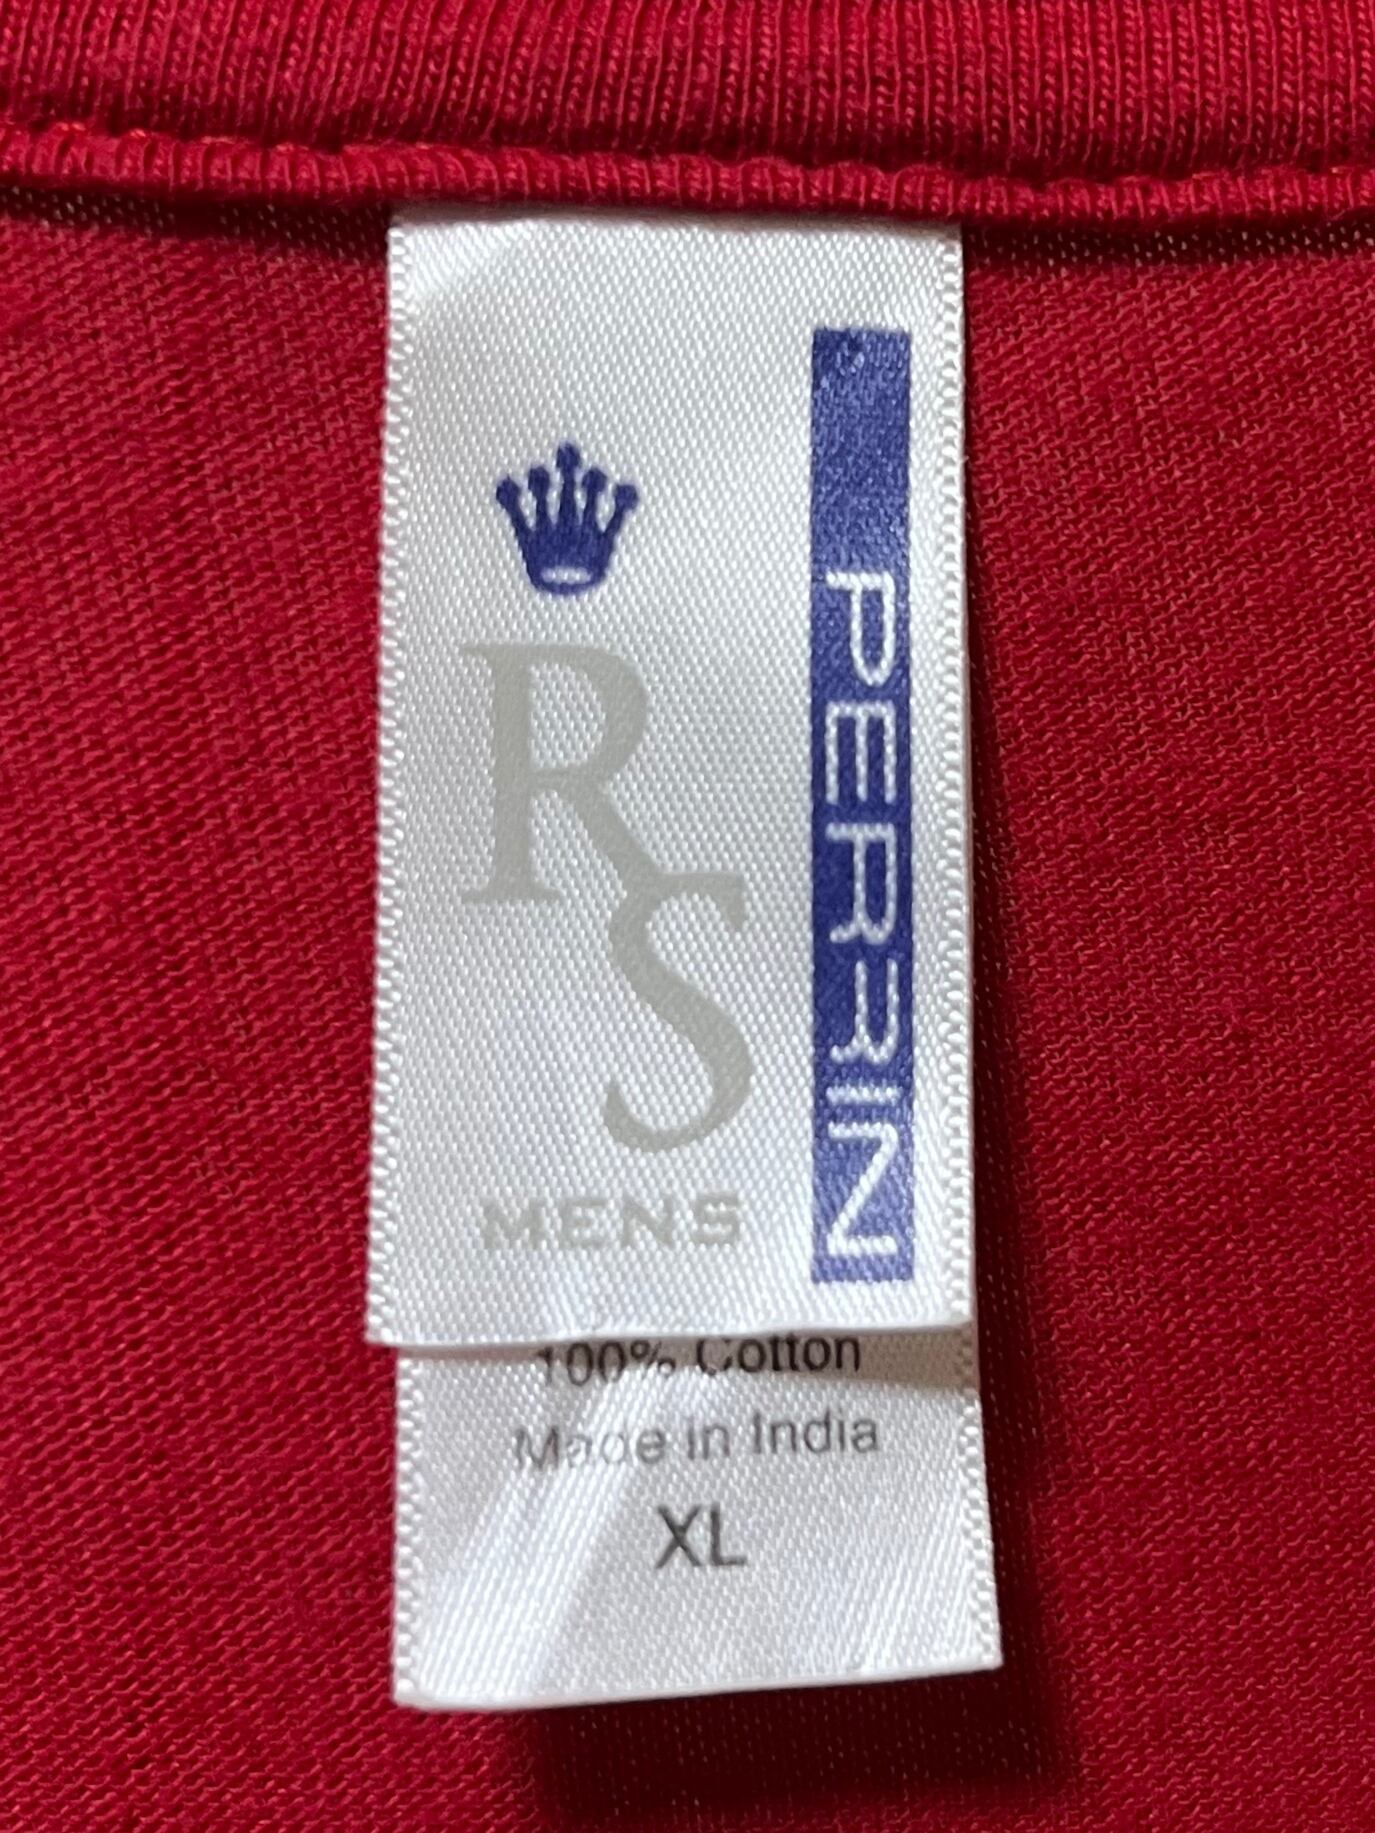 RS
MENS
PERRIN
100% Cotton
Made in India
XL